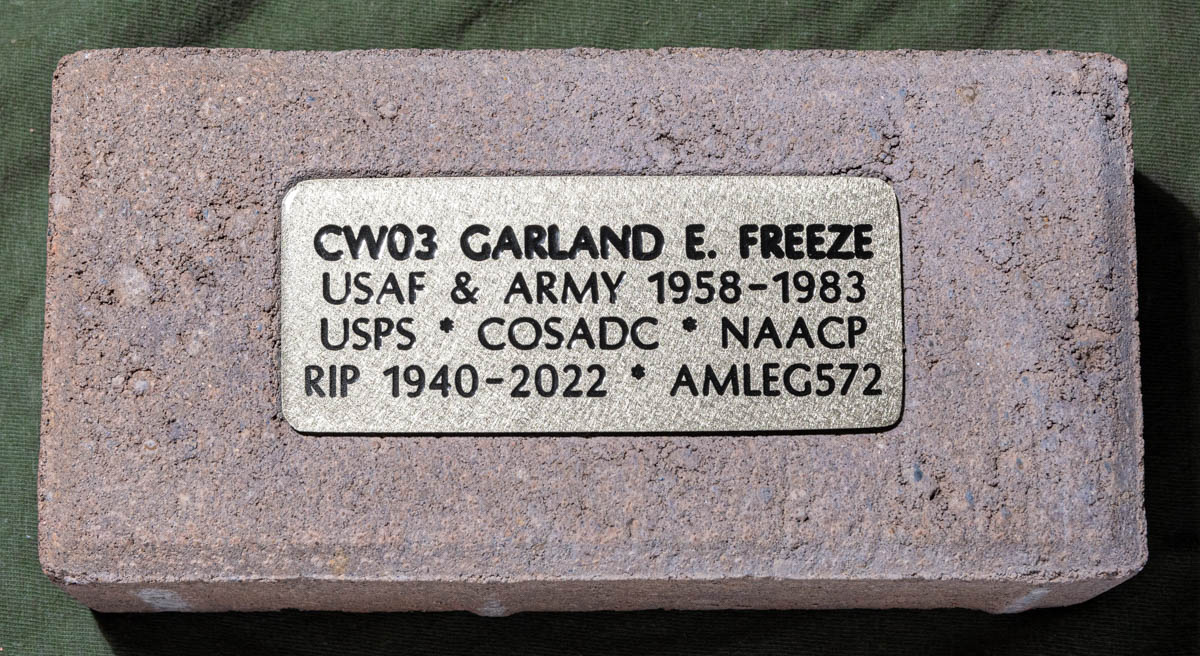 CW03 GARLAND E. FREEZE
USAF & ARMY 1958-1983
USPS * COSADC * NAACP
RIP 1940-2022 * AMLEG572